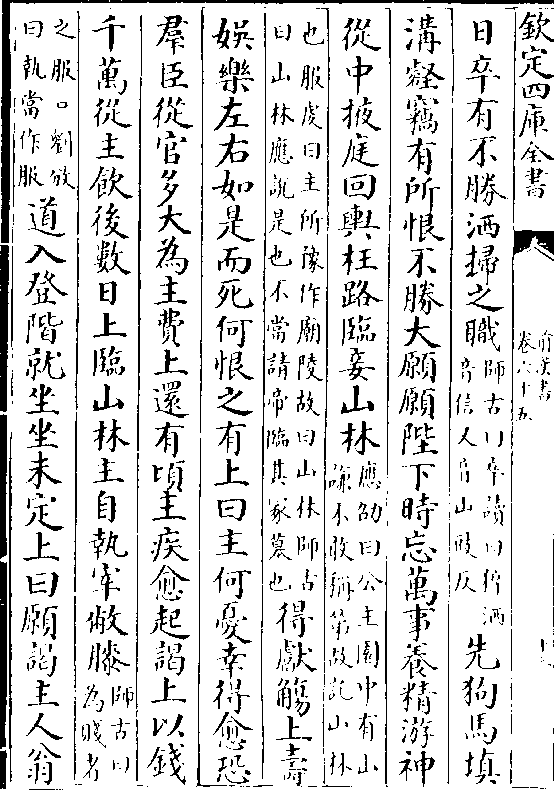 欽定四庫全書
前漢書
卷六十五
日卒有不勝洒掃之職師古曰卒讀曰猝洒音信又音山豉反先狗馬填
溝壑竊有所恨不勝大願願陛下時忘萬事養精游神
從中掖庭回輿枉路臨妾山林應劭曰公主園中有山謙不敢稱第故託山林
也服虔曰主所豫作廟陵故曰山林師古曰山林應說是也不當請帝臨其冢墓也得獻觴上壽
娛樂左右如是而死何恨之有上曰主何憂幸得愈恐
羣臣從官多大為主費上還有頃主疾愈起謁上以錢
千萬從主飲後數日上臨山林主自執宰敝膝師古曰為賤者
之服口劉攽曰執當作服道入登階就坐坐未定上曰願謁主人翁